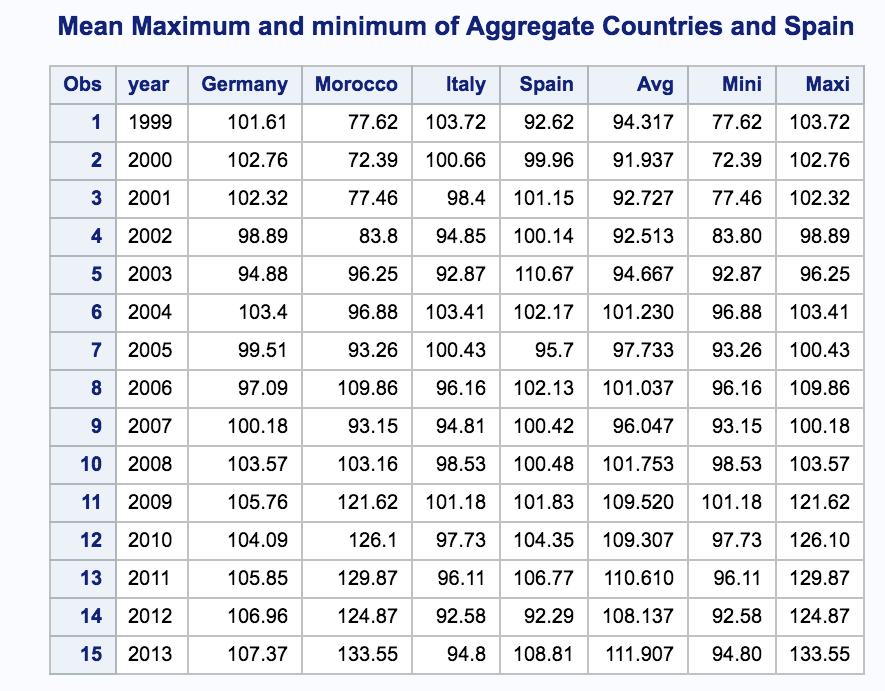 Mean Maximum and minimum of Aggregate Countries and Spain
Obs year Germany Morocco Italy Spain Avg Mini Maxi
1 1999 101.61 77.62 103.72 92.62 94.317 77.62 103.72
2 2000 102.76 72.39 100.66 99.96 91.937 72.39 102.76
3 2001 102.32 77.46 98.4 101.15 92.727 77.46 102.32
4 2002 98.89 83.8 94.85 100.14 92.513 83.80 98.89
5 2003 94.88 96.25 92.87 110.67 94.667 92.87 96.25
6 2004 103.4 96.88 103.41 102.17 101.230 96.88 103.41
7 2005 99.51 93.26 100.43 95.7 97.733 93.26 100.43
8 2006 97.09 109.86 96.16 102.13 101.037 96.16 109.86
9 2007 100.18 93.15 94.81 100.42 96.047 93.15 100.18
10 2008 103.57 103.16 98.53 100.48 101.753 98.53 103.57
11 2009 105.76 121.62 101.18 101.83 109.520 101.18 121.62
12 2010 104.09 126.1 97.73 104.35 109.307 97.73 126.10
13 2011 105.85 129.87 96.11 106.77 110.610 96.11 129.87
14 2012 106.96 124.87 92.58 92.29 108.137 92.58 124.87
15 2013 107.37 133.55 94.8 108.81 111.907 94.80 133.55